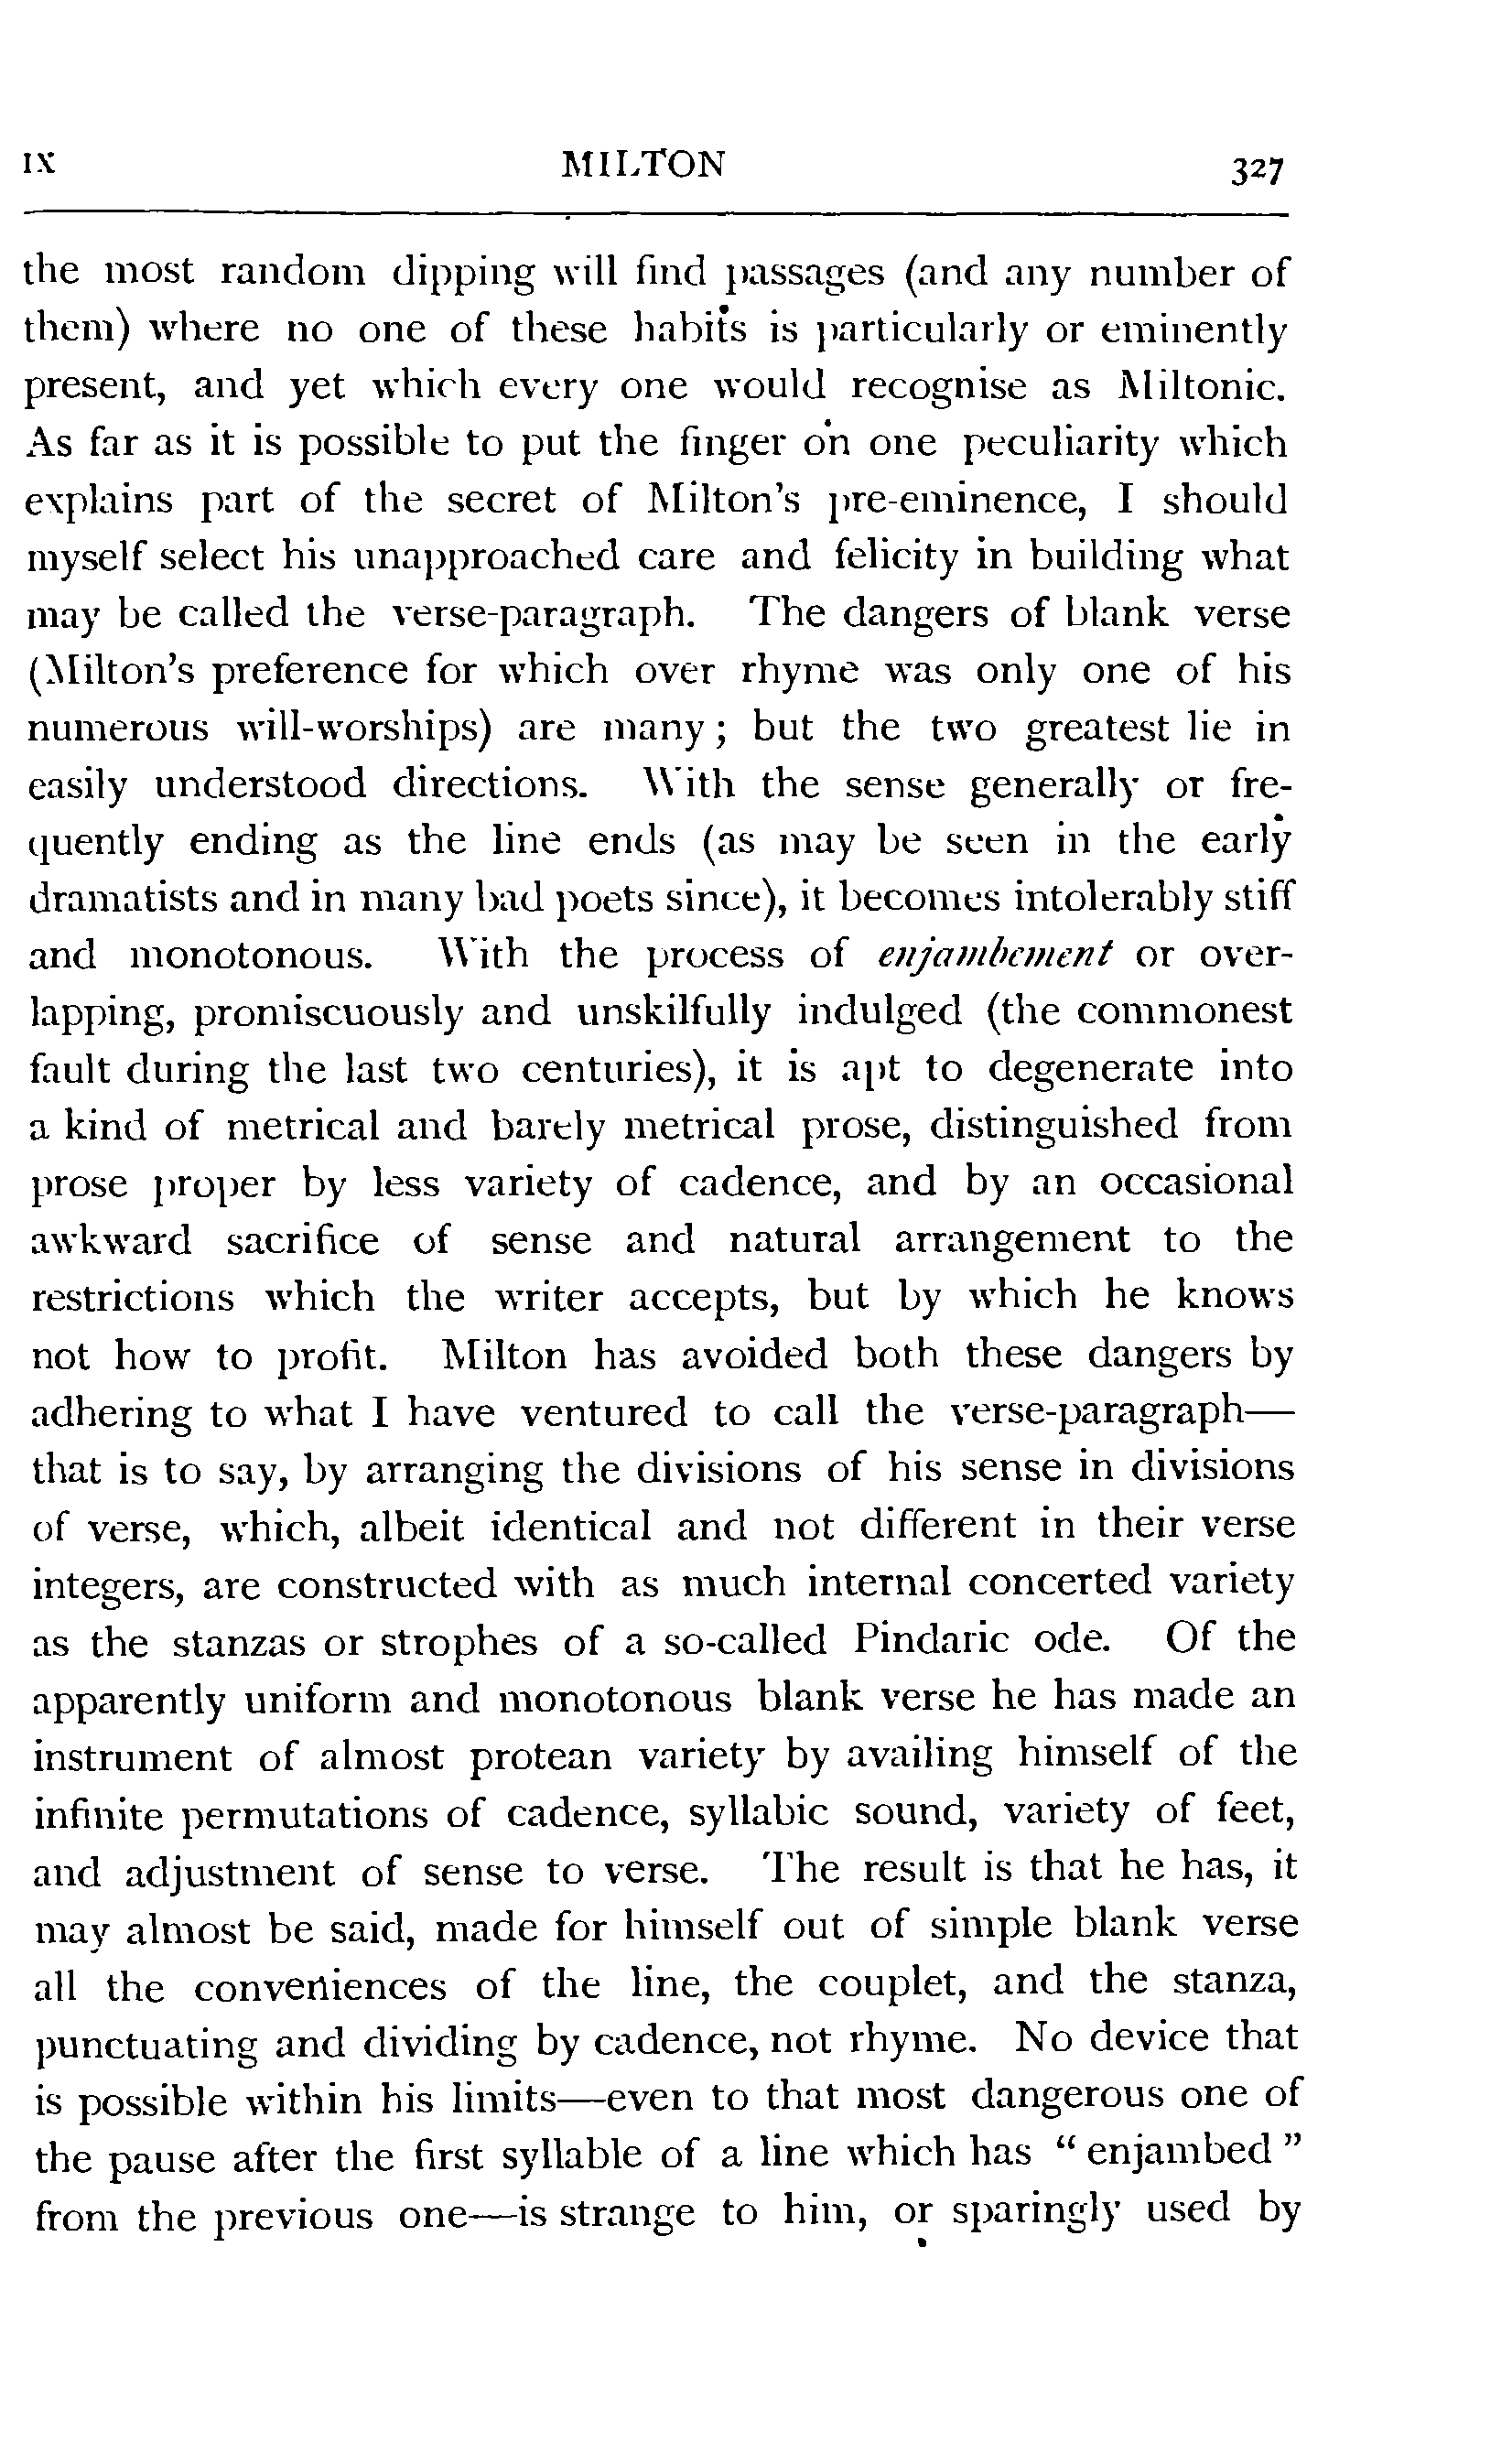 IX MILTON 327
the most random dipping will find passages (and any number of
them) where no one of these habits is particularly or eminently
present, and yet which every one would recognise as Miltonic.
As far as it is possible to put the finger on one peculiarity which
explains part of the secret of Milton's pre-eminence, I should
myself select his unapproached care and felicity in building what
may be called the verse-paragraph. The dangers of blank verse
(Milton's preference for which over rhyme was only one of his
numerous will-worships) are many; but the two greatest lie in
easily understood directions. With the sense generally or fre-
quently ending as the line ends (as may be seen in the early
dramatists and in many bad poets since), it becomes intolerably stiff
and monotonous. With the process of enjambement or over-
lapping, promiscuously and unskilfully indulged (the commonest
fault during the last two centuries), it is apt to degenerate into
a kind of metrical and barely metrical prose, distinguished from
prose proper by less variety of cadence, and by an occasional
awkward sacrifice of sense and natural arrangement to the
restrictions which the writer accepts, but by which he knows
not how to profit. Milton has avoided both these dangers by
adhering to what I have ventured to call the verse-paragraph—
that is to say, by arranging the divisions of his sense in divisions
of verse, which, albeit identical and not different in their verse
integers, are constructed with as much internal concerted variety
as the stanzas or strophes of a so-called Pindaric ode. Of the
apparently uniform and monotonous blank verse he has made an
instrument of almost protean variety by availing himself of the
infinite permutations of cadence, syllabic sound, variety of feet,
and adjustment of sense to verse. The result is that he has, it
may almost be said, made for himself out of simple blank verse
all the conveniences of the line, the couplet, and the stanza,
punctuating and dividing by cadence, not rhyme. No device that
is possible within his limits—even to that most dangerous one of
the pause after the first syllable of a line which has “enjambed”
from the previous one—is strange to him, or sparingly used by